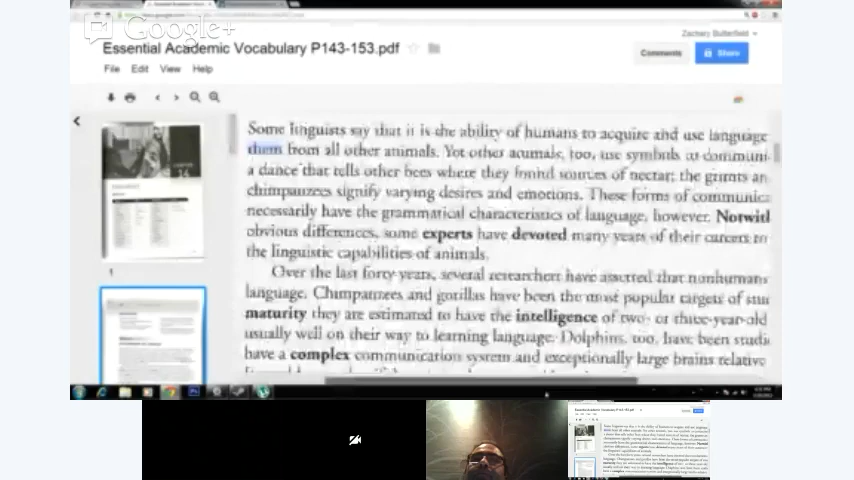 Google+
Essential Academic Vocabulary P143-153.pdf
Zachary Butterfield
File Edit View Help
Comments
Share
Some linguists say that it is the ability of humans to acquire and use language
them from all other animals. Yet other animals, too, use symbols to communi
a dance that tells other bees where they found sources of nectar; the grunts an
chimpanzees signify varying desires and emotions. These forms of communica
necessarily have the grammatical characteristics of language, however. Notwitl
obvious differences, some experts have devoted many years of their careers to
the linguistic capabilities of animals.
Over the last forty years, several researchers have asserted that nonhumans
language. Chimpanzees and gorillas have been the most popular targets of stu
maturity they are estimated to have the intelligence of two- or three-year-old
usually well on their way to learning language. Dolphins, too, have been studi
have a complex communication system and exceptionally large brains relative
1